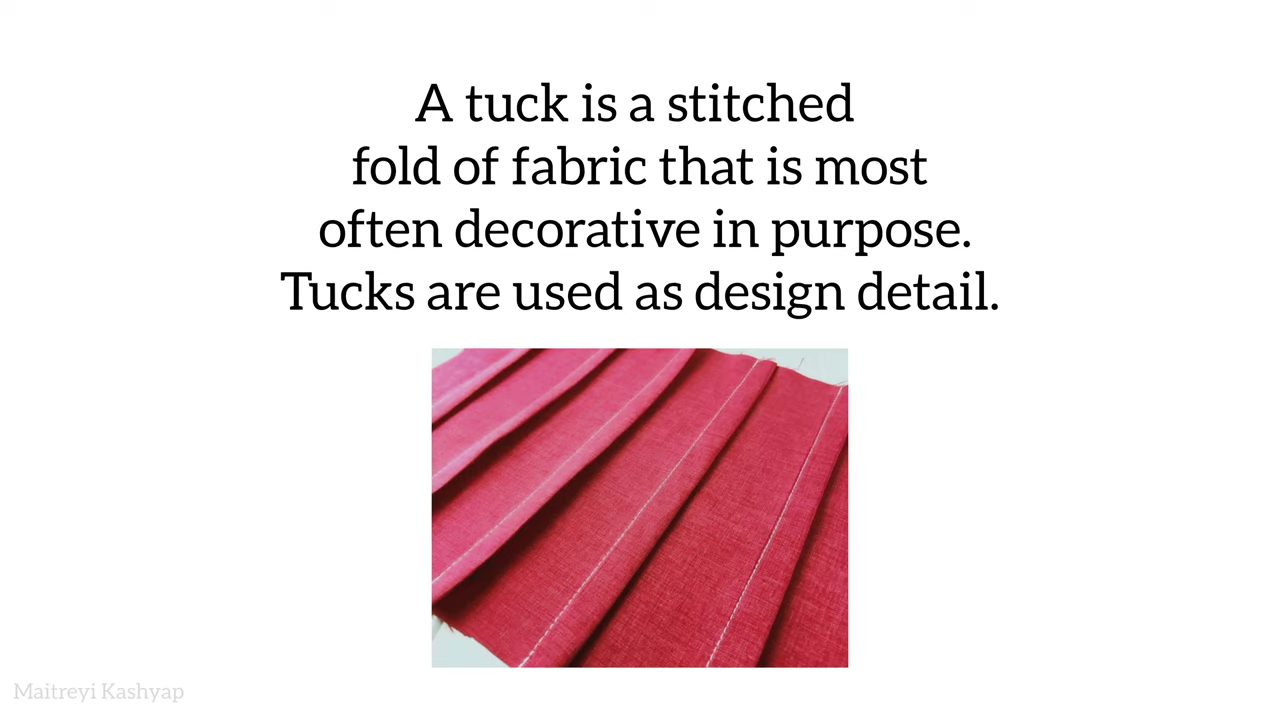 A tuck is a stitched
fold of fabric that is most
often decorative in purpose.
Tucks are used as design detail.
Maitreyi Kashyap